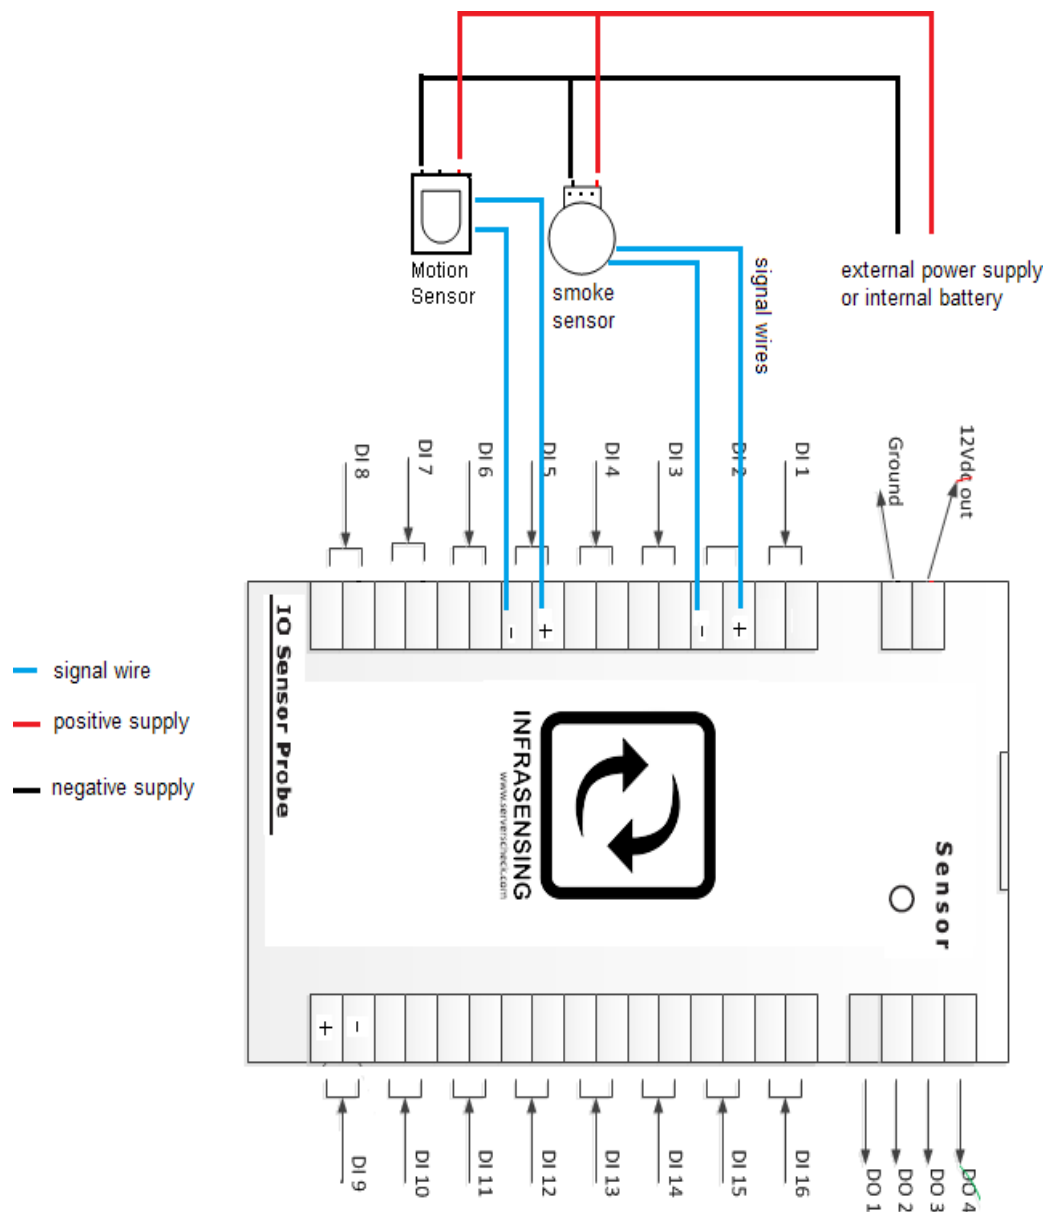 Motion
Sensor
smoke
sensor
signal wires
external power supply
or internal battery
DI 8
DI 7
DI 6
DI 5
DI 4
DI 3
DI 2
DI 1
Ground
12Vdc out
- + - +
IO Sensor Probe
signal wire
positive supply
negative supply
INFRASENSING
www.serverscheck.com
Sensor
+ -
DI 9
DI 10
DI 11
DI 12
DI 13
DI 14
DI 15
DI 16
DO 1
DO 2
DO 3
DO 4